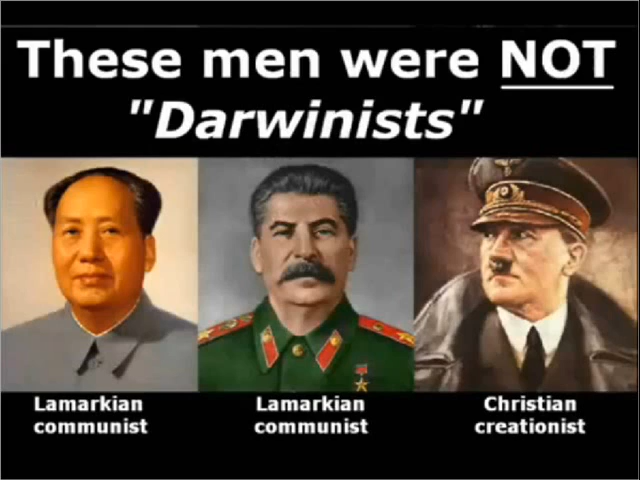 These men were NOT
"Darwinists"
Lamarkian Lamarkian Christian
communist communist creationist